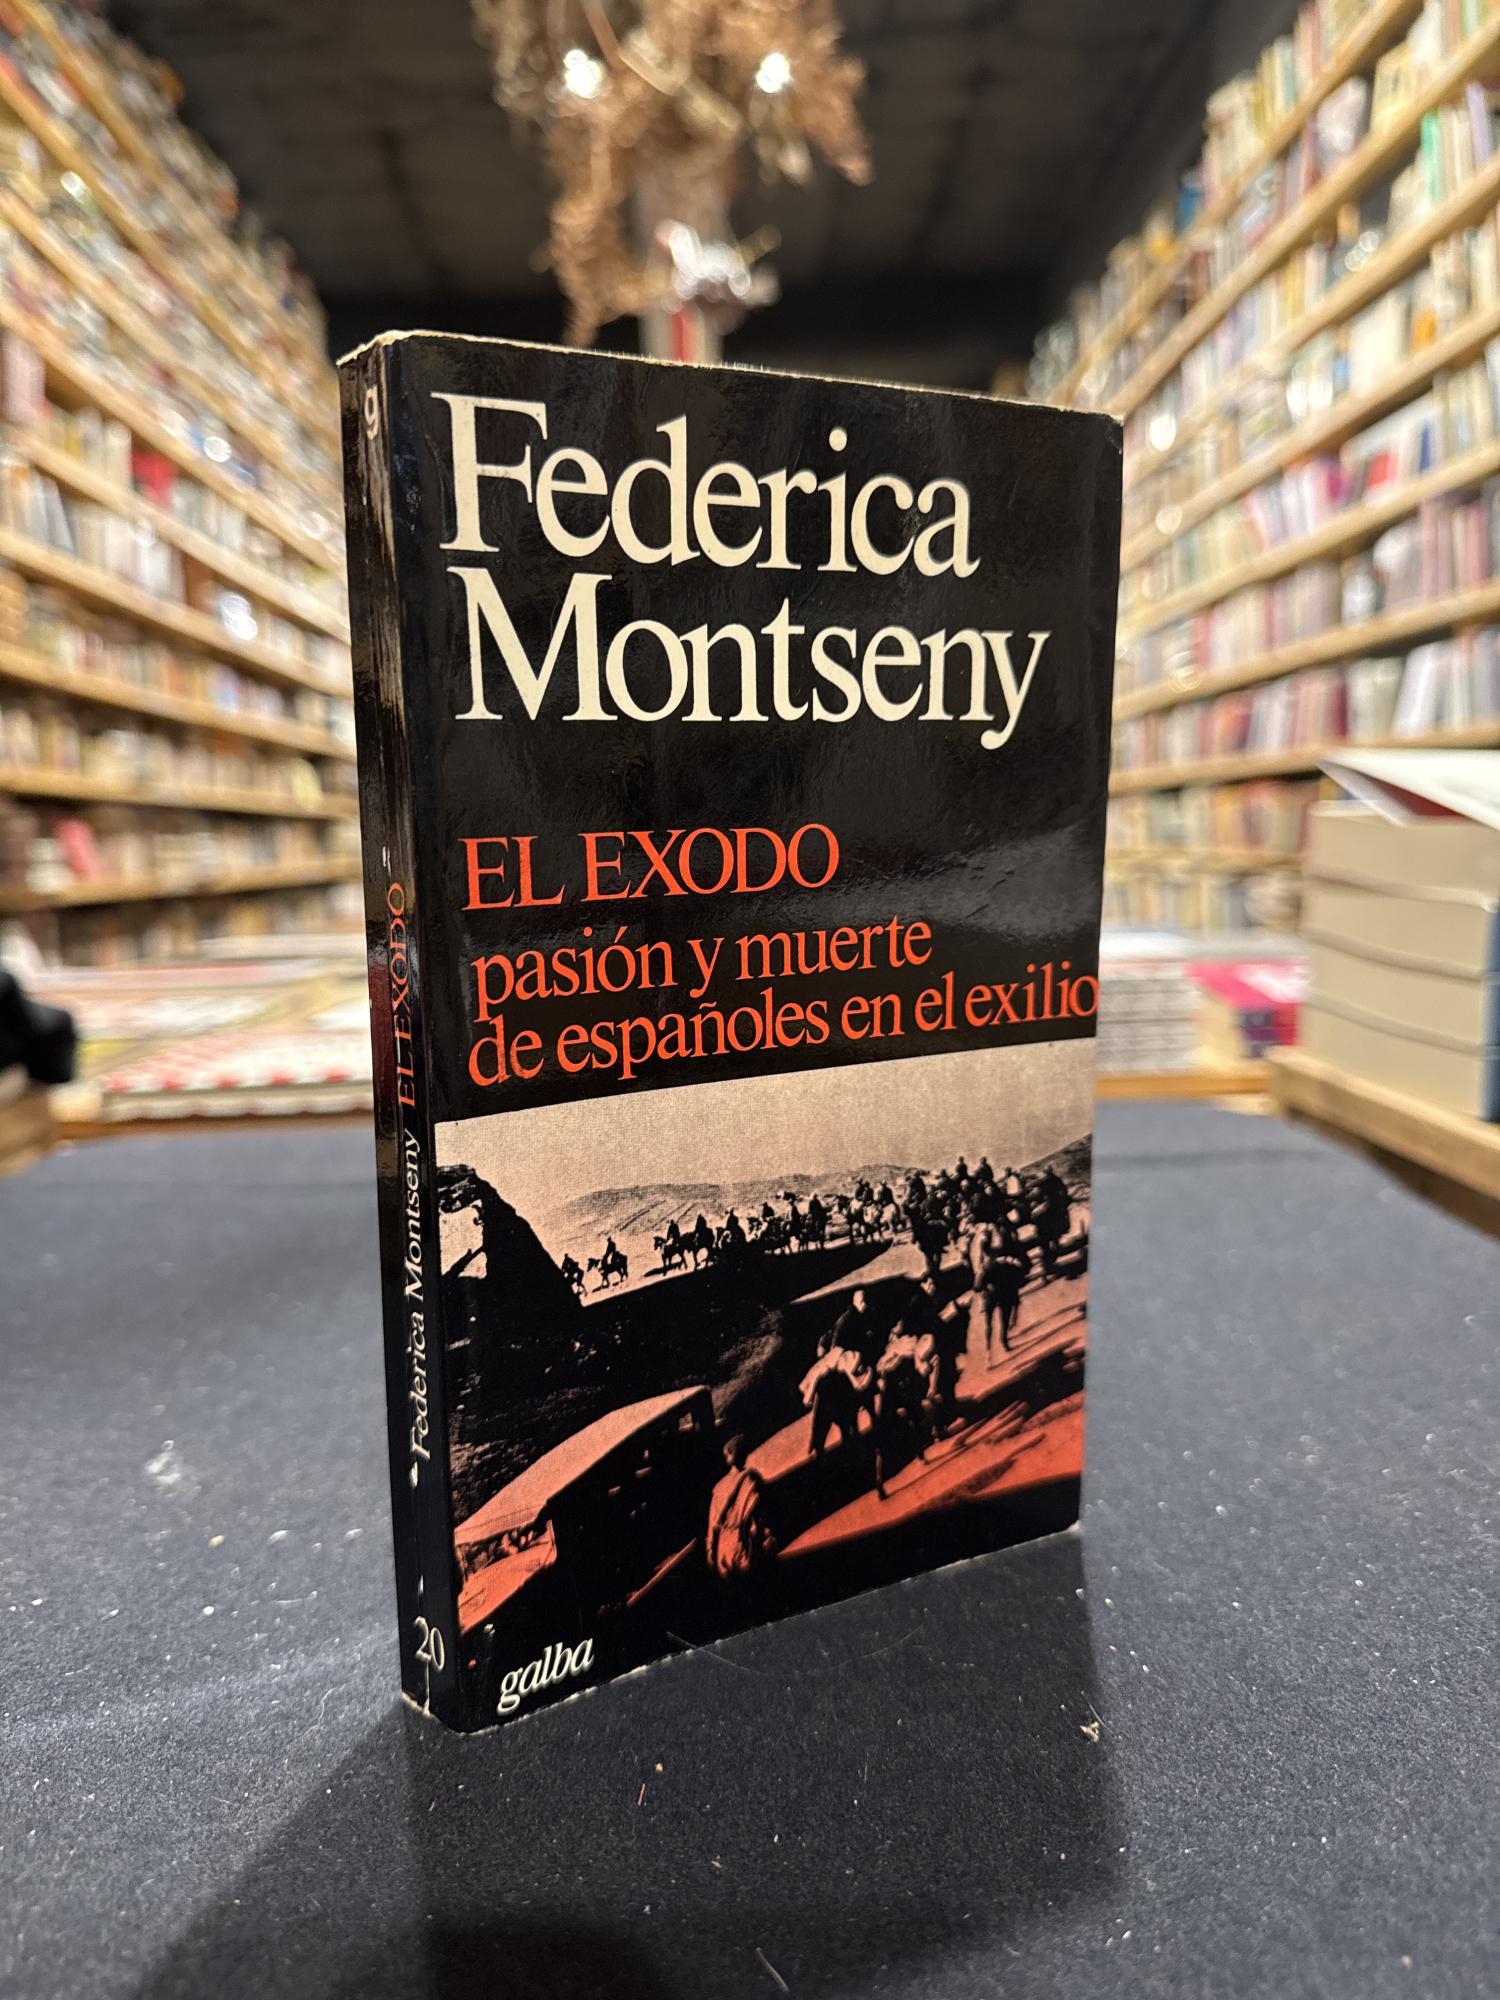 Federica
Montseny
EL EXODO
pasión y muerte
de españoles en el exilio
galba
g
Federica Montseny EL EXODO
20